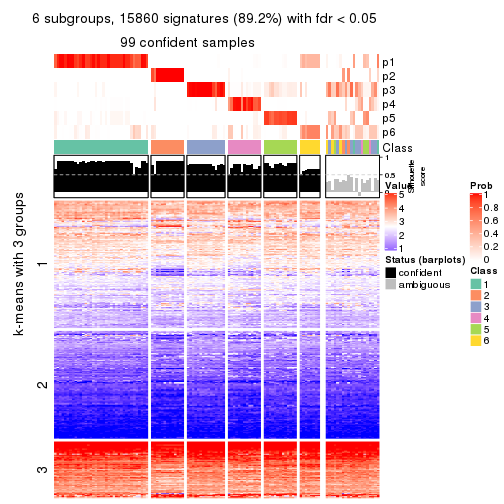 6 subgroups, 15860 signatures (89.2%) with fdr < 0.05
99 confident samples
p1
p2
p3
p4
p5
p6
Class
1
0.5
0
Silhouette
score
k-means with 3 groups
1
2
3
Value
5
4
3
2
1
Status (barplots)
confident
ambiguous
Prob
1
0.8
0.6
0.4
0.2
0
Class
1
2
3
4
5
6